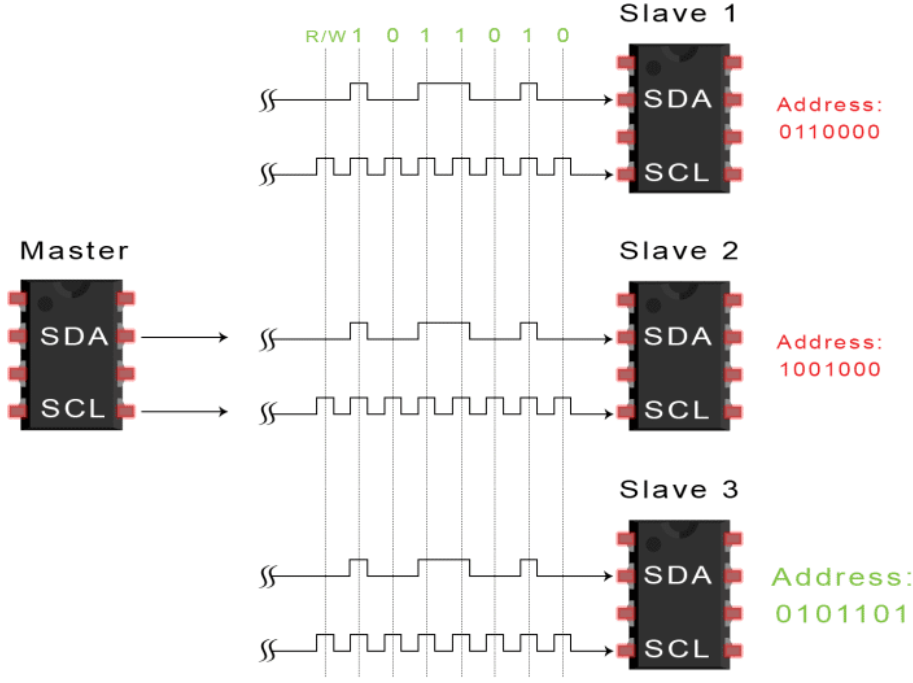 Slave 1
R/W 1 0 1 1 0 1 0
SDA
Address:
0110000
SCL
Master
Slave 2
SDA
SDA
Address:
1001000
SCL
SCL
Slave 3
SDA
Address:
0101101
SCL